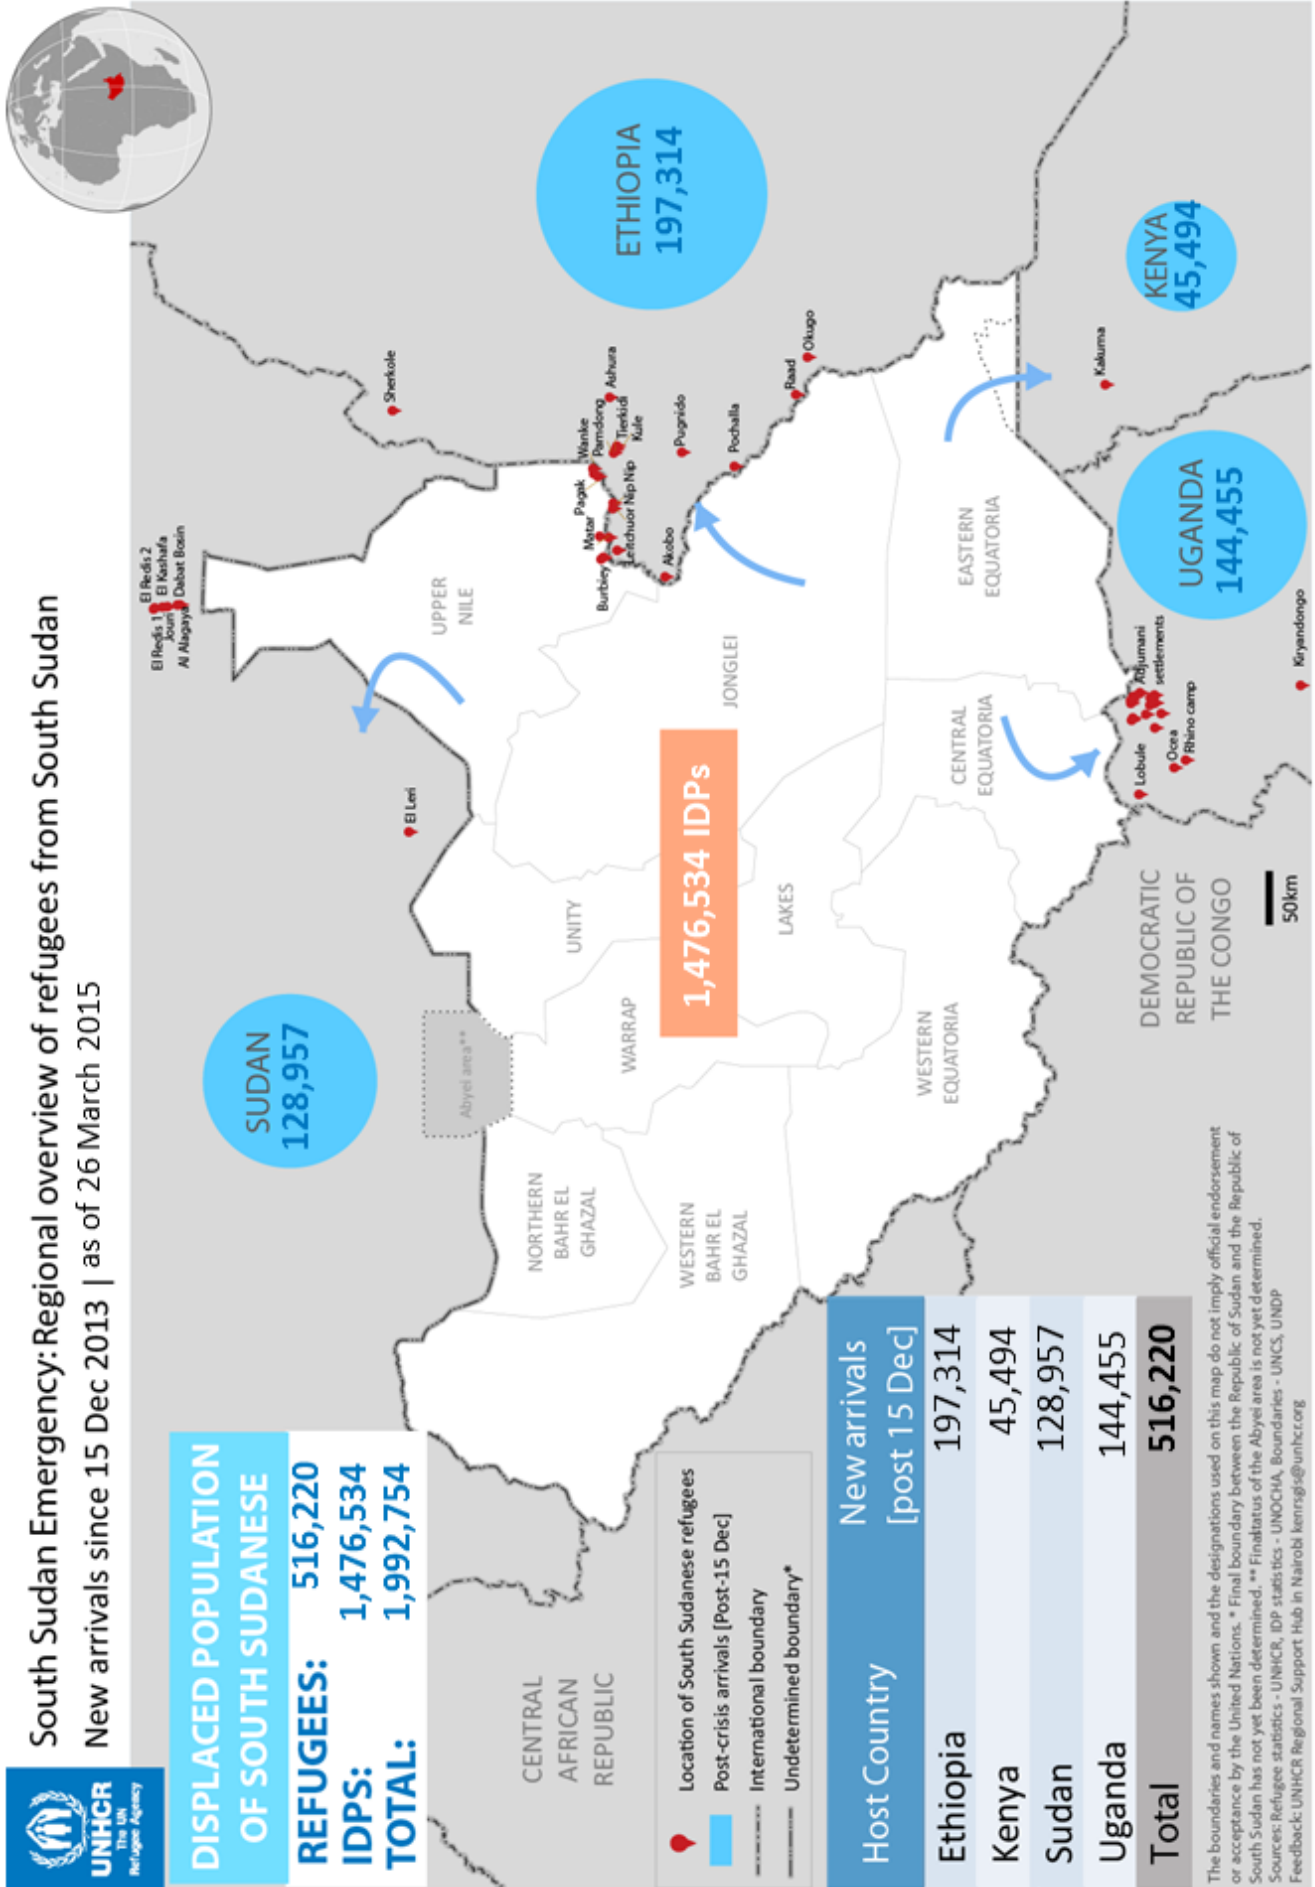 UNHCR
The UN
Refugee Agency
South Sudan Emergency:Regional overview of refugees from South Sudan
New arrivals since 15 Dec 2013 | as of 26 March 2015
DISPLACED POPULATION
OF SOUTH SUDANESE
REFUGEES: 516,220
IDPS: 1,476,534
TOTAL: 1,992,754
SUDAN
128,957
El Redis 2
El Redis 1
El Kashafa
Jouri
Dabat Bosin
Al Alagaya
El Leri
Sherkole
Abyei area**
UPPER
NILE
ETHIOPIA
197,314
Wanke
Pagak
Pamdong
Ashura
Matar
Tierkidi
Kule
Burbiey
Leitchuor Nip Nip
Akobo
Pugnido
Pochalla
Raad
Okugo
UNITY
NORTHERN
BAHR EL
GHAZAL
WARRAP
JONGLEI
1,476,534 IDPs
WESTERN
BAHR EL
GHAZAL
LAKES
WESTERN
EQUATORIA
CENTRAL
EQUATORIA
EASTERN
EQUATORIA
CENTRAL
AFRICAN
REPUBLIC
Kakuma
KENYA
45,494
UGANDA
144,455
Lobule
Adjumani
settlements
Ocea
Rhino camp
Kiryandongo
DEMOCRATIC
REPUBLIC OF
THE CONGO
50km
Location of South Sudanese refugees
Post-crisis arrivals [Post-15 Dec]
International boundary
Undetermined boundary*
Host Country New arrivals
[post 15 Dec]
Ethiopia 197,314
Kenya 45,494
Sudan 128,957
Uganda 144,455
Total 516,220
The boundaries and names shown and the designations used on this map do not imply official endorsement
or acceptance by the United Nations. * Final boundary between the Republic of Sudan and the Republic of
South Sudan has not yet been determined. ** Final status of the Abyei area is not yet determined.
Sources: Refugee statistics - UNHCR, IDP statistics - UNOCHA, Boundaries - UNCS, UNDP
Feedback: UNHCR Regional Support Hub in Nairobi kenrsgis@unhcr.org